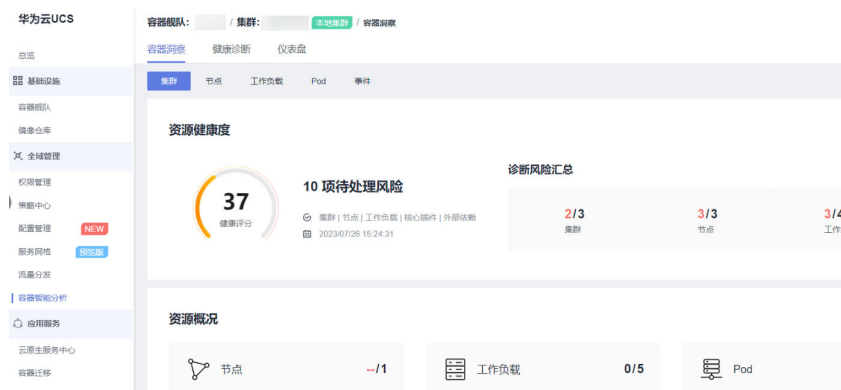 华为云UCS
总览
基础设施
容器舰队
镜像仓库
全域管理
权限管理
策略中心
配置管理 NEW
服务网格 预览版
流量分发
容器智能分析
应用服务
云原生服务中心
容器迁移
容器舰队: / 集群: 本地集群 / 容器洞察
容器洞察 健康诊断 仪表盘
集群 节点 工作负载 Pod 事件
资源健康度
37
健康评分
10 项待处理风险
集群 | 节点 | 工作负载 | 核心插件 | 外部依赖
2023/07/26 15:24:31
诊断风险汇总
2/3 3/3 3/4
集群 节点 工作
资源概况
节点 --/1 工作负载 0/5 Pod